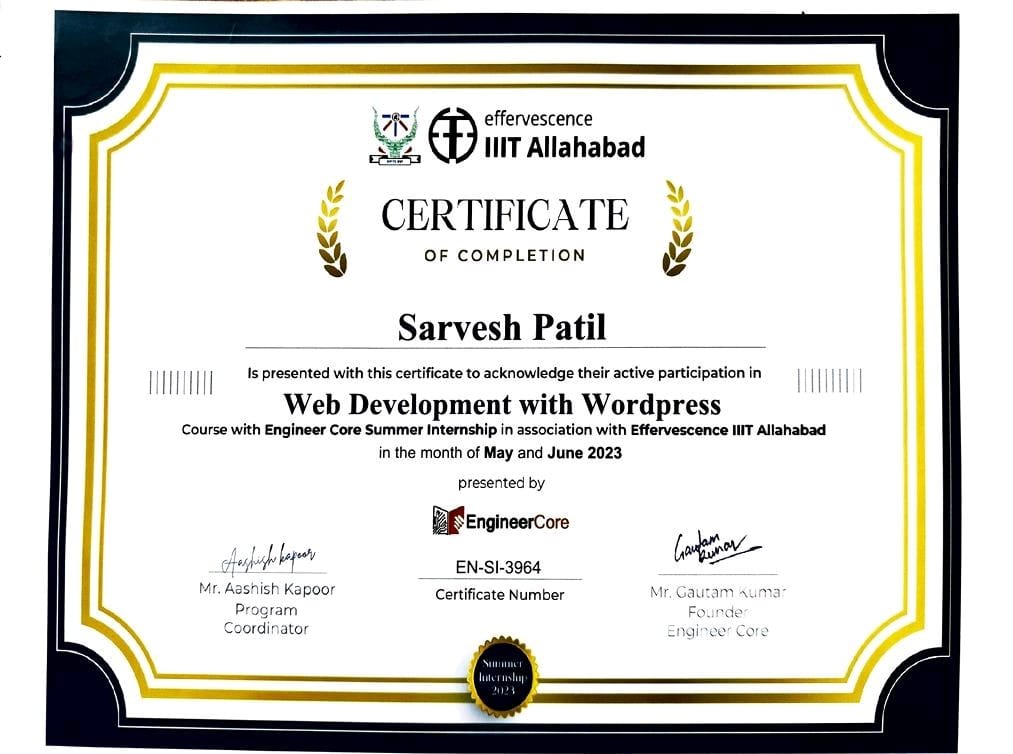 effervescence
IIIT Allahabad
CERTIFICATE
OF COMPLETION
Sarvesh Patil
Is presented with this certificate to acknowledge their active participation in
Web Development with Wordpress
Course with Engineer Core Summer Internship in association with Effervescence IIIT Allahabad
in the month of May and June 2023
presented by
EngineerCore
Aashish kapoor
Gautam
Kumar
EN-SI-3964
Mr. Aashish Kapoor
Certificate Number
Mr. Gautam Kumar
Program
Founder
Coordinator
Engineer Core
Summer
Internship
2023